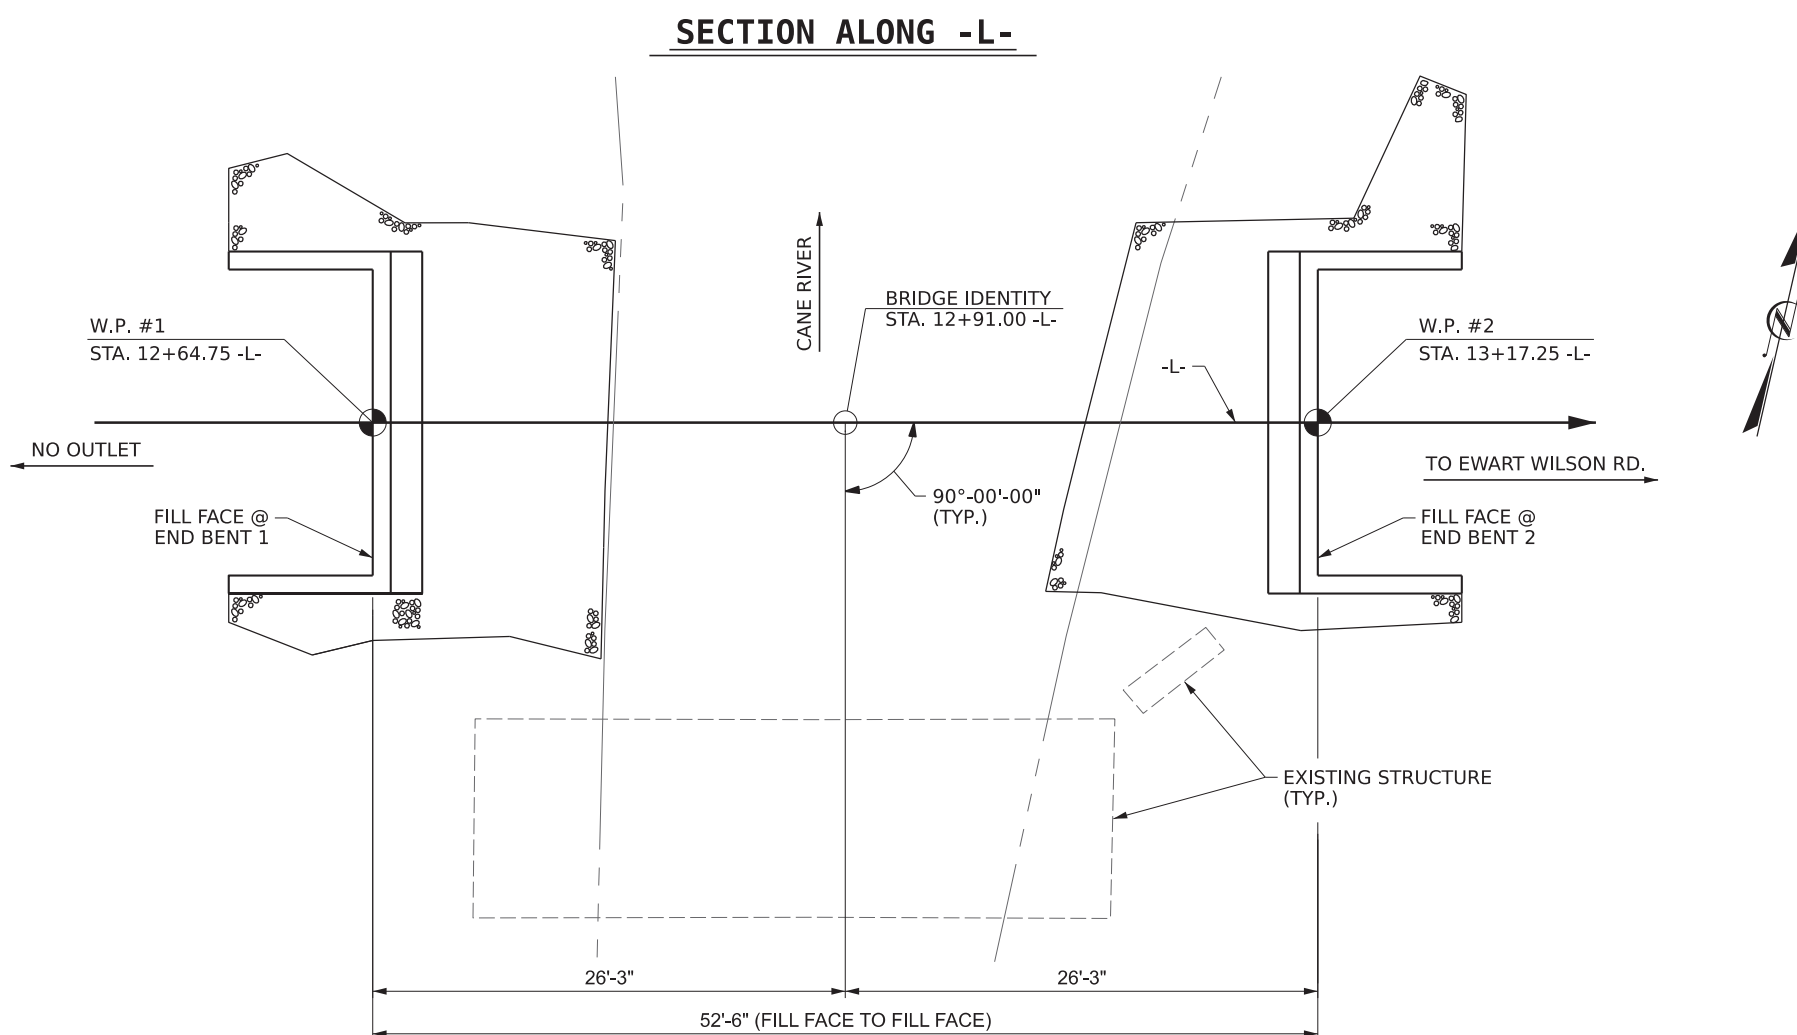 SECTION ALONG -L-
CANE RIVER
BRIDGE IDENTITY
STA. 12+91.00 -L-
W.P. #1
STA. 12+64.75 -L-
W.P. #2
STA. 13+17.25 -L-
-L-
NO OUTLET
TO EWART WILSON RD.
90°-00'-00"
(TYP.)
FILL FACE @
END BENT 1
FILL FACE @
END BENT 2
EXISTING STRUCTURE
(TYP.)
26'-3"
26'-3"
52'-6" (FILL FACE TO FILL FACE)
N